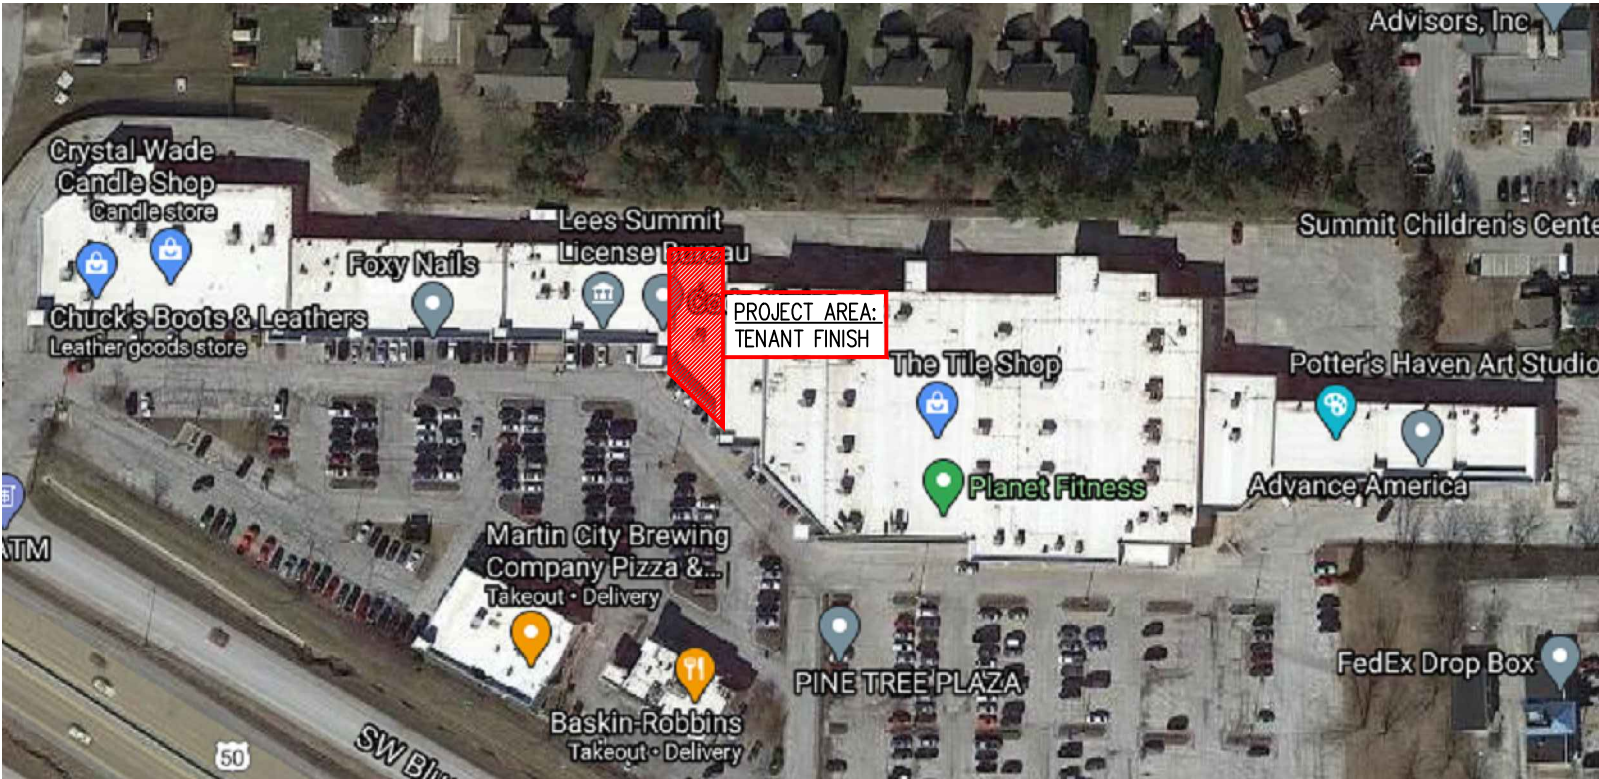 Advisors, Inc
Crystal Wade
Candle Shop
Candle store
Lees Summit
License Bureau
Summit Children's Cente
Foxy Nails
Chuck's Boots & Leathers
Leather goods store
PROJECT AREA:
TENANT FINISH
The Tile Shop
Potter's Haven Art Studio
Planet Fitness
Advance America
ATM
Martin City Brewing
Company Pizza &...
Takeout • Delivery
PINE TREE PLAZA
FedEx Drop Box
Baskin-Robbins
Takeout • Delivery
50
SW Blu